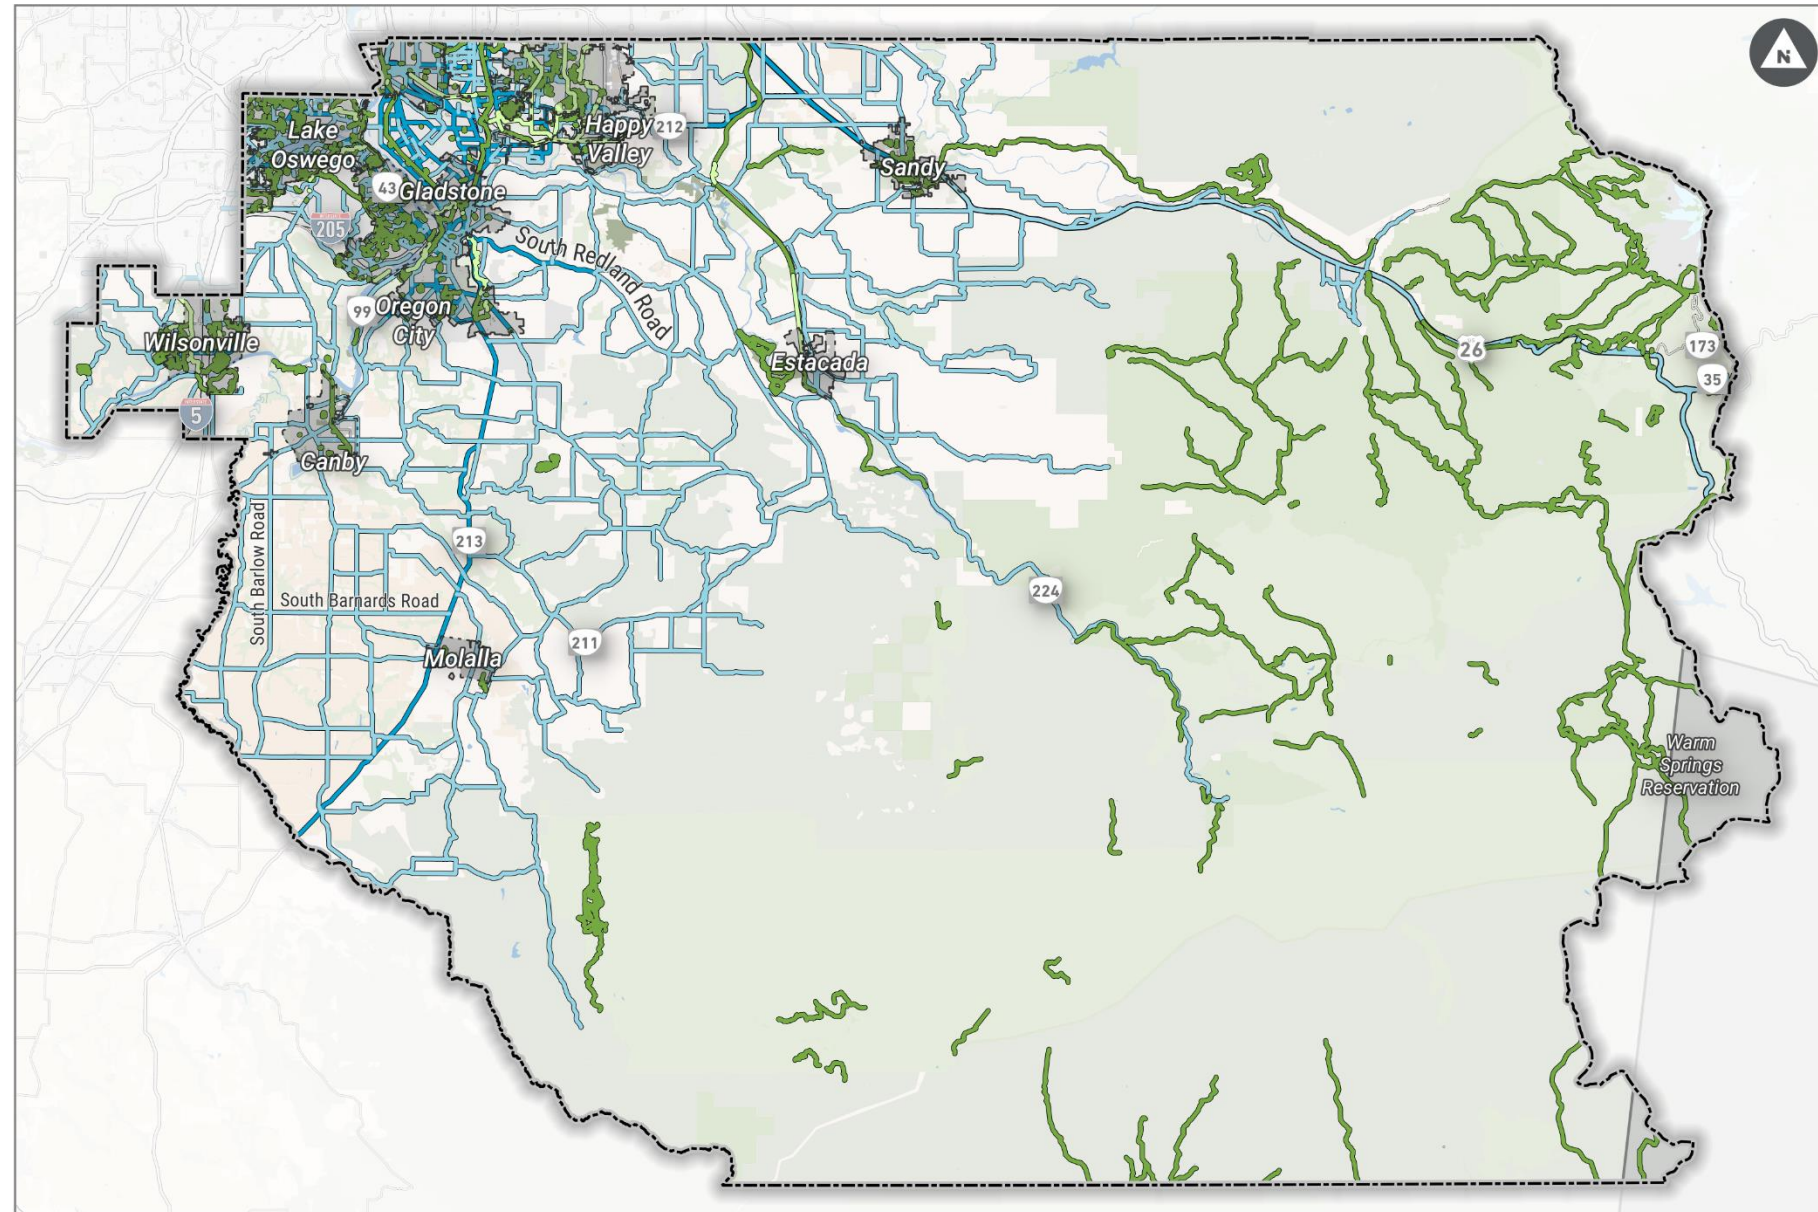 N
Lake
Oswego
Happy
Valley
212
Sandy
43
Gladstone
205
South Redland Road
99
Oregon
City
Wilsonville
Estacada
26
173
35
5
Canby
South Barlow Road
213
South Barnards Road
224
211
Molalla
Warm
Springs
Reservation